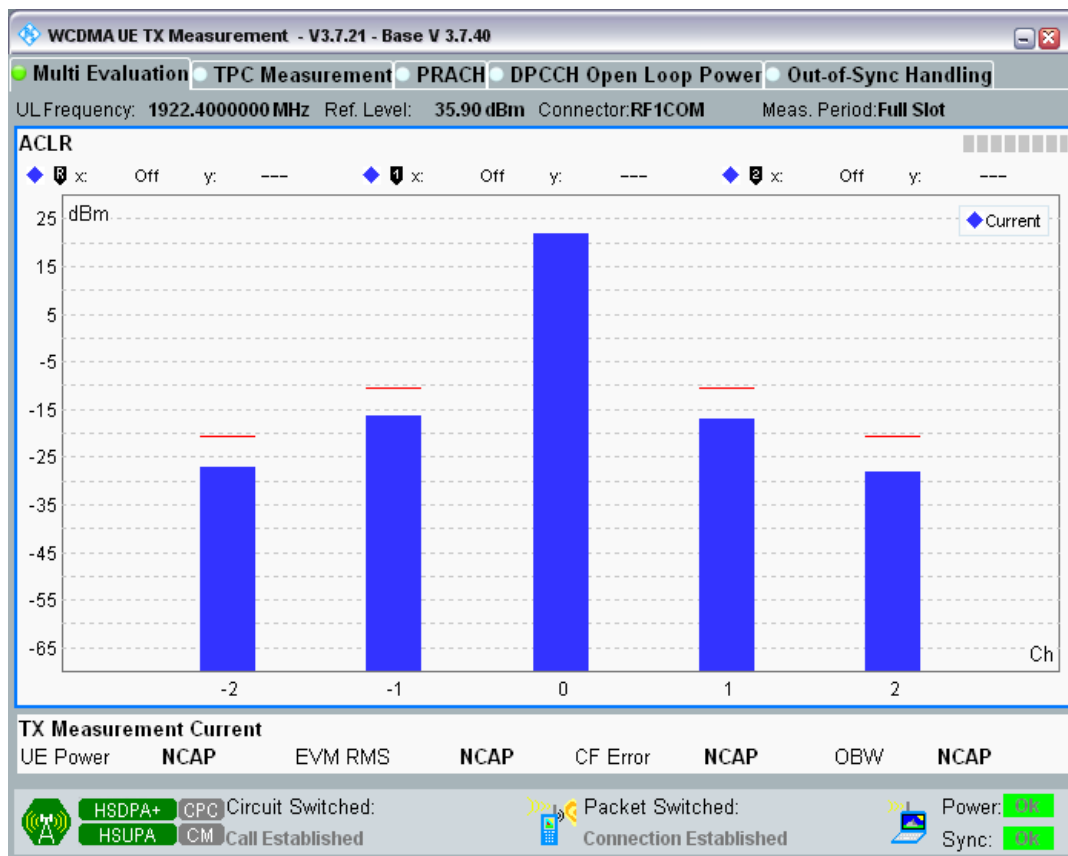 WCDMA UE TX Measurement - V3.7.21 - Base V 3.7.40
Multi Evaluation TPC Measurement PRACH DPCCH Open Loop Power Out-of-Sync Handling
UL Frequency: 1922.4000000 MHz Ref. Level: 35.90 dBm Connector:RF1COM Meas. Period:Full Slot
ACLR
R x: Off y: --- 1 x: Off y: --- 2 x: Off y: ---
dBm
Current
25
15
5
-5
-15
-25
-35
-45
-55
-65
Ch
-2 -1 0 1 2
TX Measurement Current
UE Power NCAP EVM RMS NCAP CF Error NCAP OBW NCAP
HSDPA+ CPC Circuit Switched: Packet Switched: Power: OK
HSUPA CM Call Established Connection Established Sync: OK